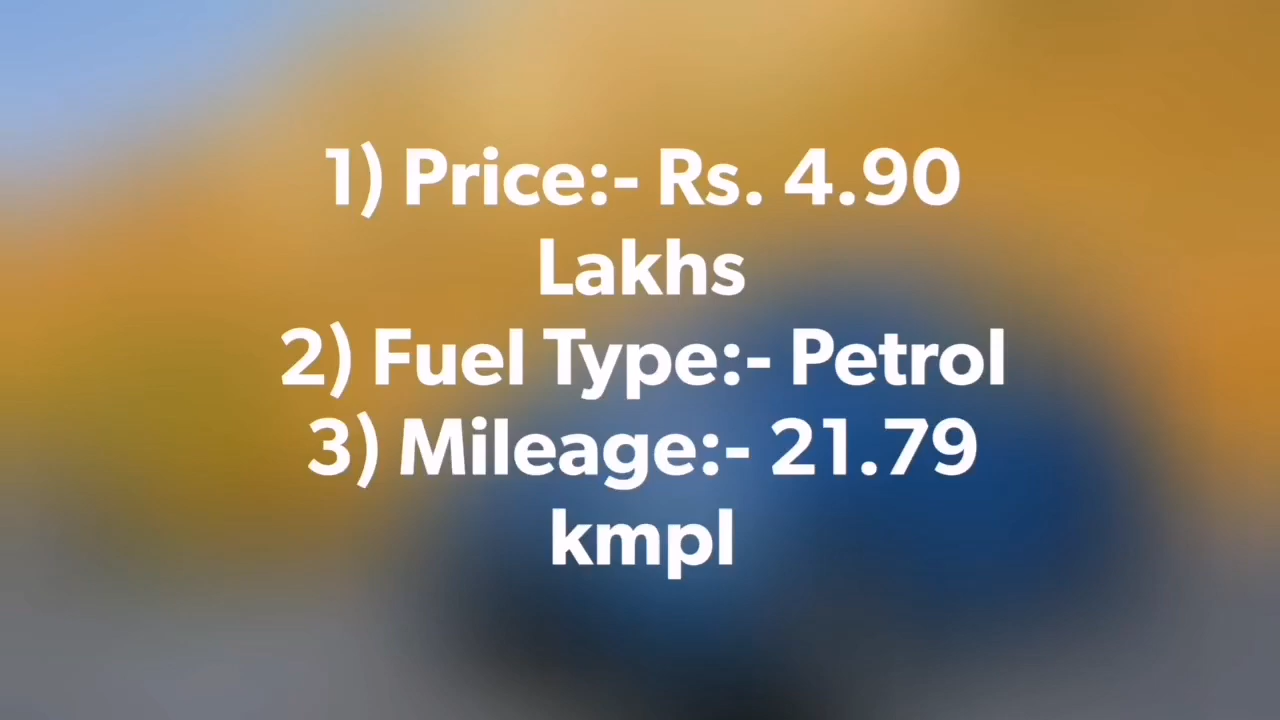 1) Price:- Rs. 4.90
Lakhs
2) Fuel Type:- Petrol
3) Mileage:- 21.79
kmpl